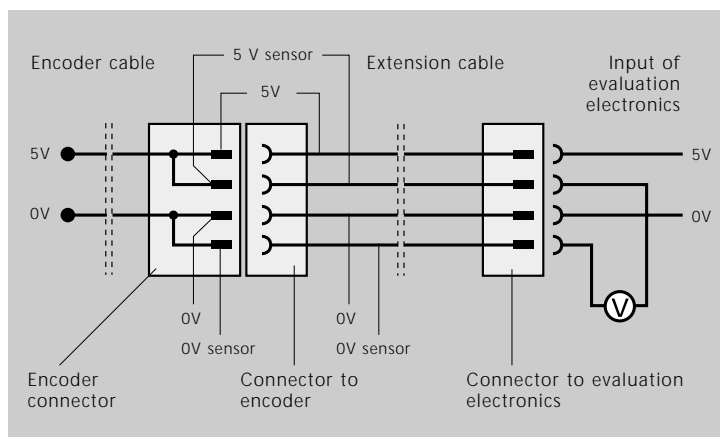 Encoder cable
5 V sensor
Extension cable
Input of
evaluation
electronics
5V
5V
5V
0V
0V
V
0V
0V
0V sensor
0V sensor
Encoder
connector
Connector to
encoder
Connector to evaluation
electronics